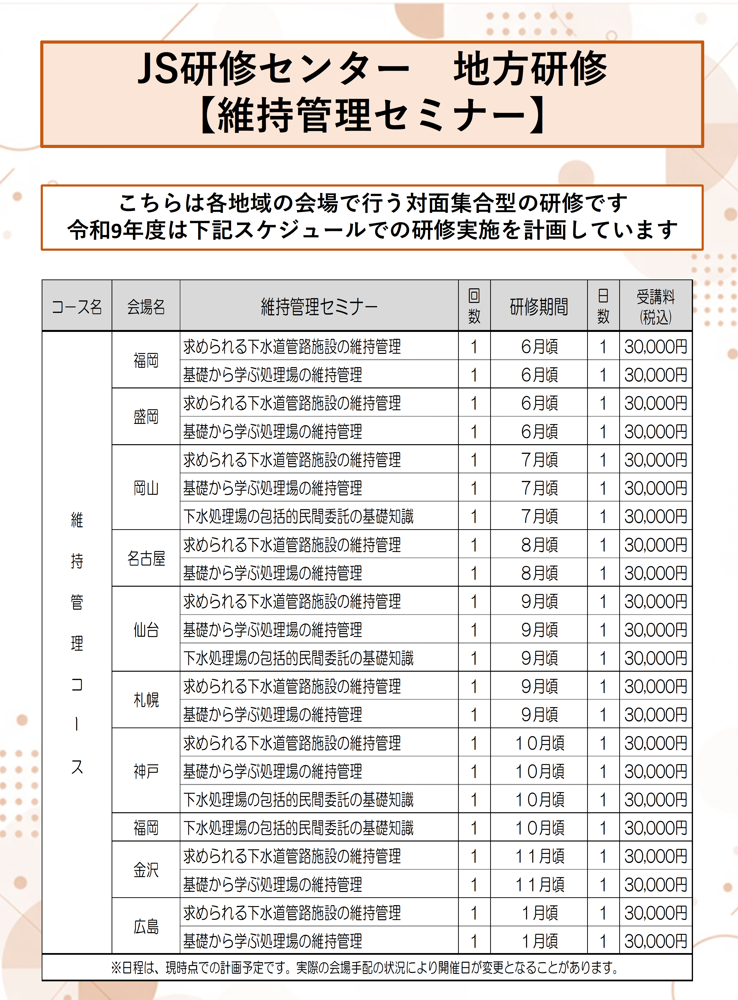 JS研修センター　地方研修
【維持管理セミナー】
こちらは各地域の会場で行う対面集合型の研修です
令和9年度は下記スケジュールでの研修実施を計画しています
コース名 会場名 維持管理セミナー 回数 研修期間 日数 受講料(税込)
維持管理コース
福岡 求められる下水道管路施設の維持管理 1 6月頃 1 30,000円
基礎から学ぶ処理場の維持管理 1 6月頃 1 30,000円
盛岡 求められる下水道管路施設の維持管理 1 6月頃 1 30,000円
基礎から学ぶ処理場の維持管理 1 6月頃 1 30,000円
岡山 求められる下水道管路施設の維持管理 1 7月頃 1 30,000円
基礎から学ぶ処理場の維持管理 1 7月頃 1 30,000円
下水処理場の包括的民間委託の基礎知識 1 7月頃 1 30,000円
名古屋 求められる下水道管路施設の維持管理 1 8月頃 1 30,000円
基礎から学ぶ処理場の維持管理 1 8月頃 1 30,000円
仙台 求められる下水道管路施設の維持管理 1 9月頃 1 30,000円
基礎から学ぶ処理場の維持管理 1 9月頃 1 30,000円
下水処理場の包括的民間委託の基礎知識 1 9月頃 1 30,000円
札幌 求められる下水道管路施設の維持管理 1 9月頃 1 30,000円
基礎から学ぶ処理場の維持管理 1 9月頃 1 30,000円
神戸 求められる下水道管路施設の維持管理 1 10月頃 1 30,000円
基礎から学ぶ処理場の維持管理 1 10月頃 1 30,000円
下水処理場の包括的民間委託の基礎知識 1 10月頃 1 30,000円
福岡 下水処理場の包括的民間委託の基礎知識 1 10月頃 1 30,000円
金沢 求められる下水道管路施設の維持管理 1 11月頃 1 30,000円
基礎から学ぶ処理場の維持管理 1 11月頃 1 30,000円
広島 求められる下水道管路施設の維持管理 1 1月頃 1 30,000円
基礎から学ぶ処理場の維持管理 1 1月頃 1 30,000円
※日程は、現時点での計画予定です。実際の会場手配の状況により開催日が変更となることがあります。